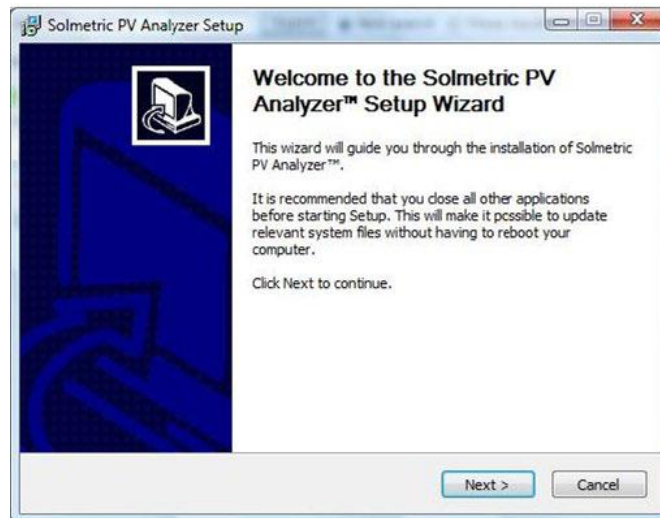 Solmetric PV Analyzer Setup
Welcome to the Solmetric PV
Analyzer™ Setup Wizard
This wizard will guide you through the installation of Solmetric
PV Analyzer™.
It is recommended that you close all other applications
before starting Setup. This will make it possible to update
relevant system files without having to reboot your
computer.
Click Next to continue.
Next >
Cancel